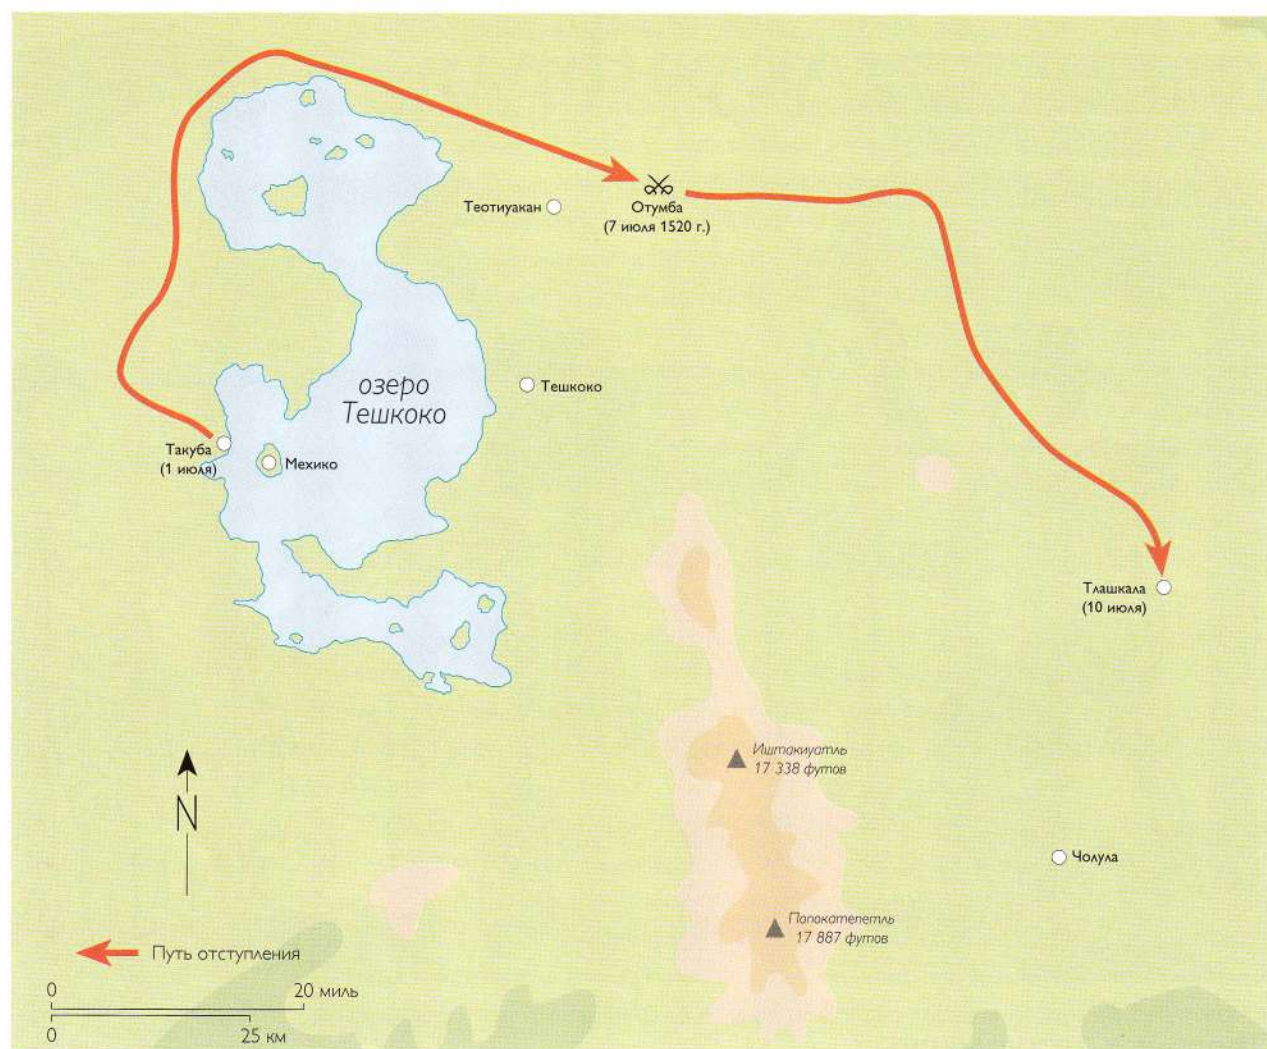 Теотиуакан
Отумба
(7 июля 1520 г.)
озеро
Тешкоко
Тешкоко
Такуба
(1 июля)
Мехико
Тлашкала
(10 июля)
Иштакиуатль
17 338 футов
Чолула
Попокатепетль
17 887 футов
N
Путь отступления
0 20 миль
0 25 км